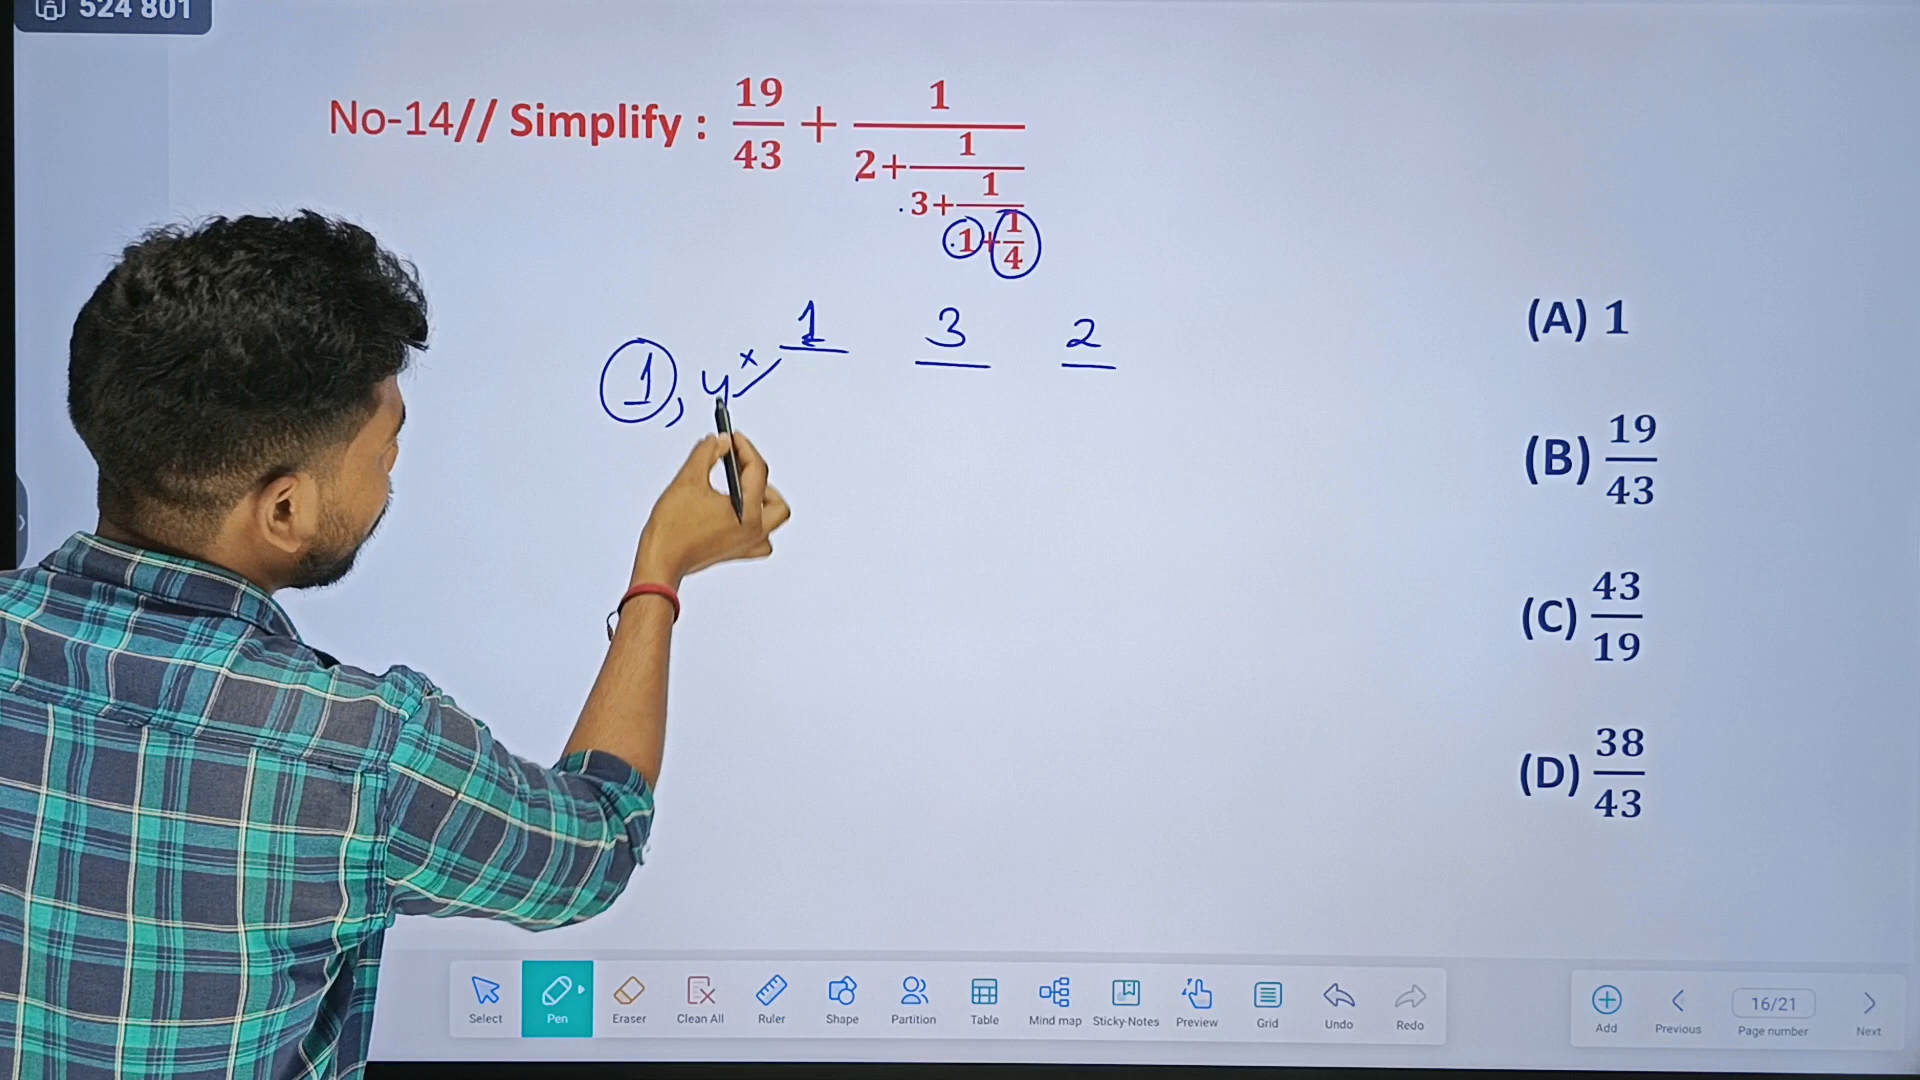 524 801
No-14// Simplify : 19/43 + 1/(2+1/(3+1/(1+1/4)))
1 3 2
1, 4 x
(A) 1
(B) 19/43
(C) 43/19
(D) 38/43
Select Pen Eraser Clean All Ruler Shape Partition Table Mind map Sticky-Notes Preview Grid Undo Redo
Add Previous 16/21 Page number Next